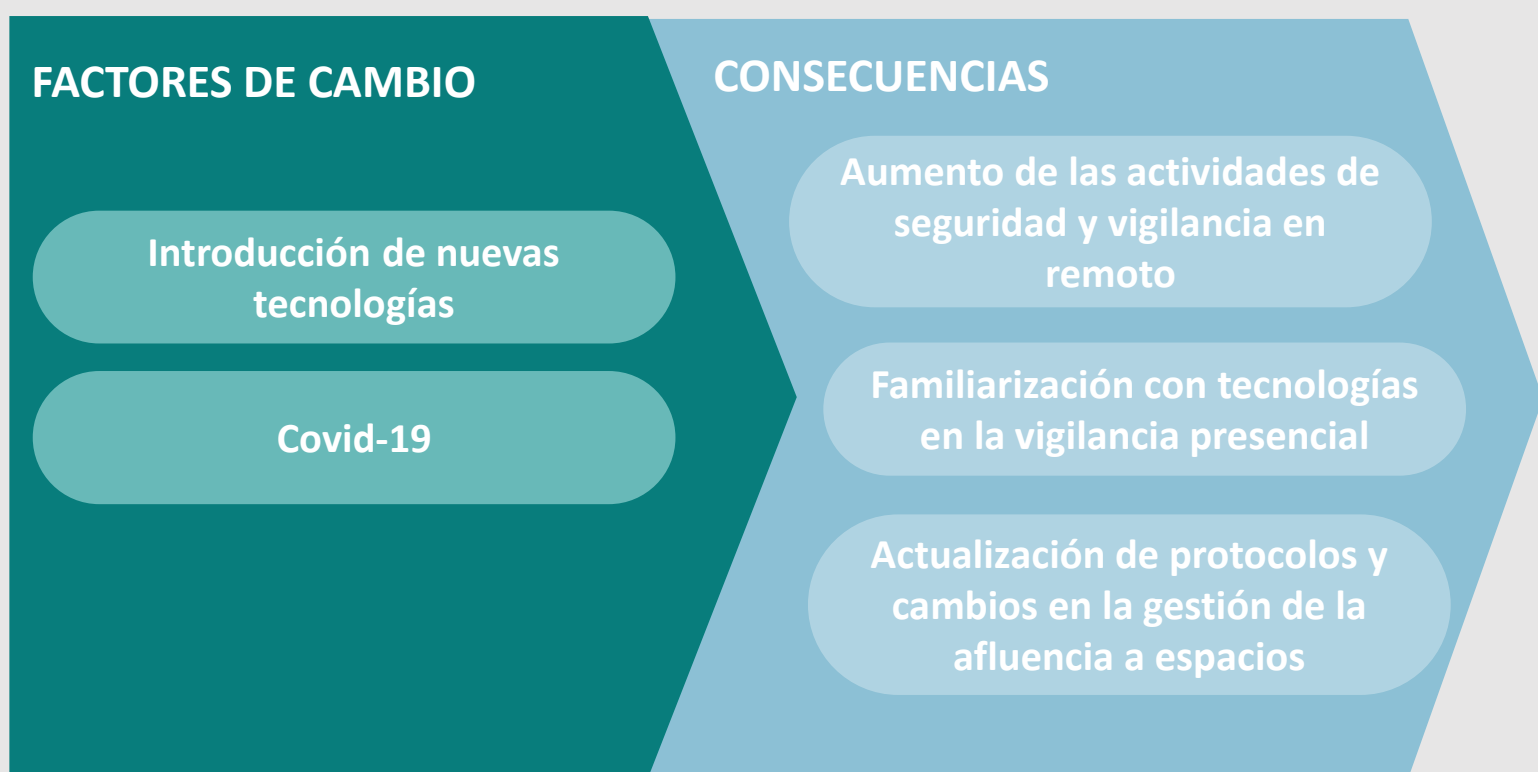 FACTORES DE CAMBIO
Introducción de nuevas
tecnologías
Covid-19
CONSECUENCIAS
Aumento de las actividades de
seguridad y vigilancia en
remoto
Familiarización con tecnologías
en la vigilancia presencial
Actualización de protocolos y
cambios en la gestión de la
afluencia a espacios